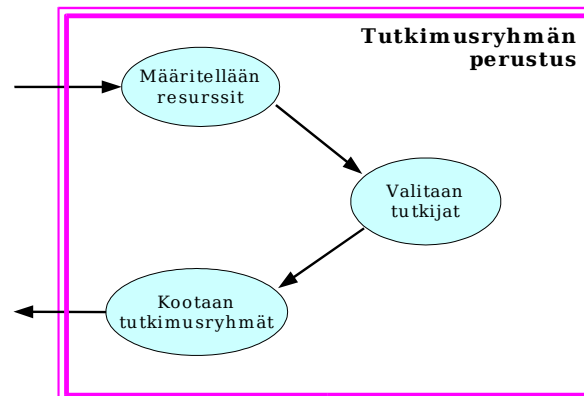 Tutkimusryhmän
perustus
Määritellään
resurssit
Valitaan
tutkijat
Kootaan
tutkimusryhmät